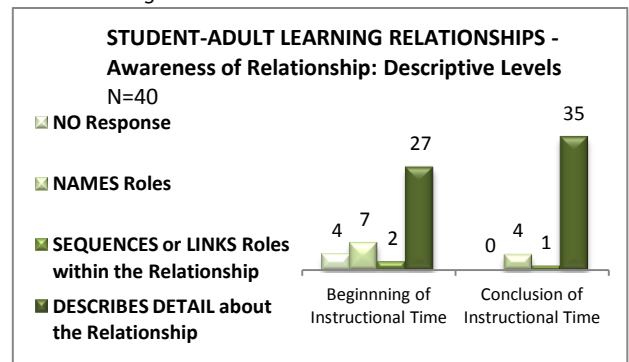 STUDENT-ADULT LEARNING RELATIONSHIPS -
Awareness of Relationship: Descriptive Levels
N=40
NO Response
NAMES Roles
SEQUENCES or LINKS Roles
within the Relationship
DESCRIBES DETAIL about
the Relationship
4
7
2
27
0
4
1
35
Beginnning of
Instructional Time
Conclusion of
Instructional Time